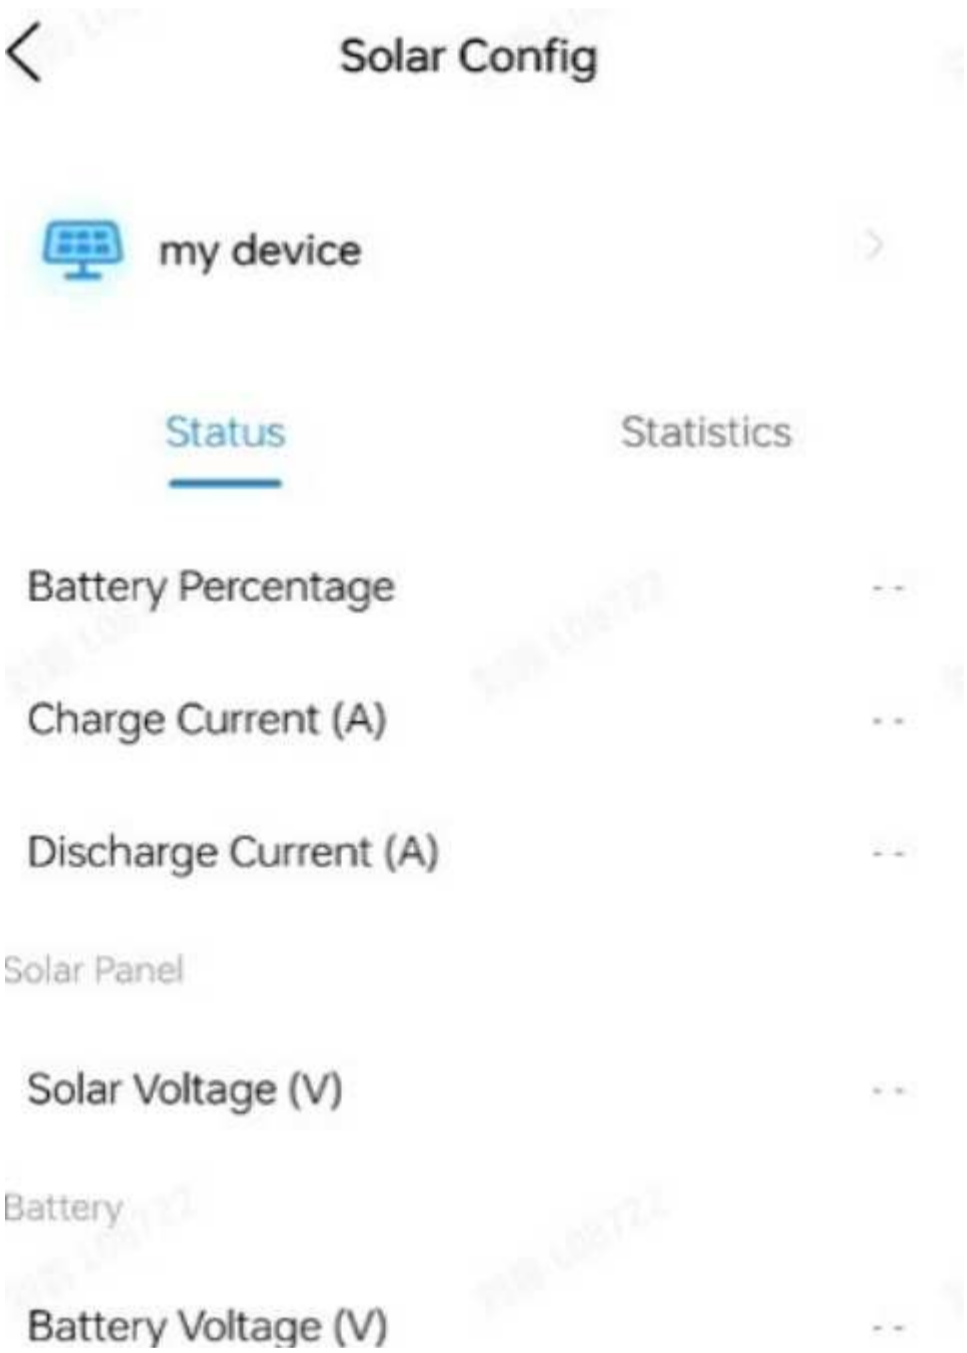 Solar Config
my device
Status Statistics
Battery Percentage --
Charge Current (A) --
Discharge Current (A) --
Solar Panel
Solar Voltage (V) --
Battery
Battery Voltage (V) --